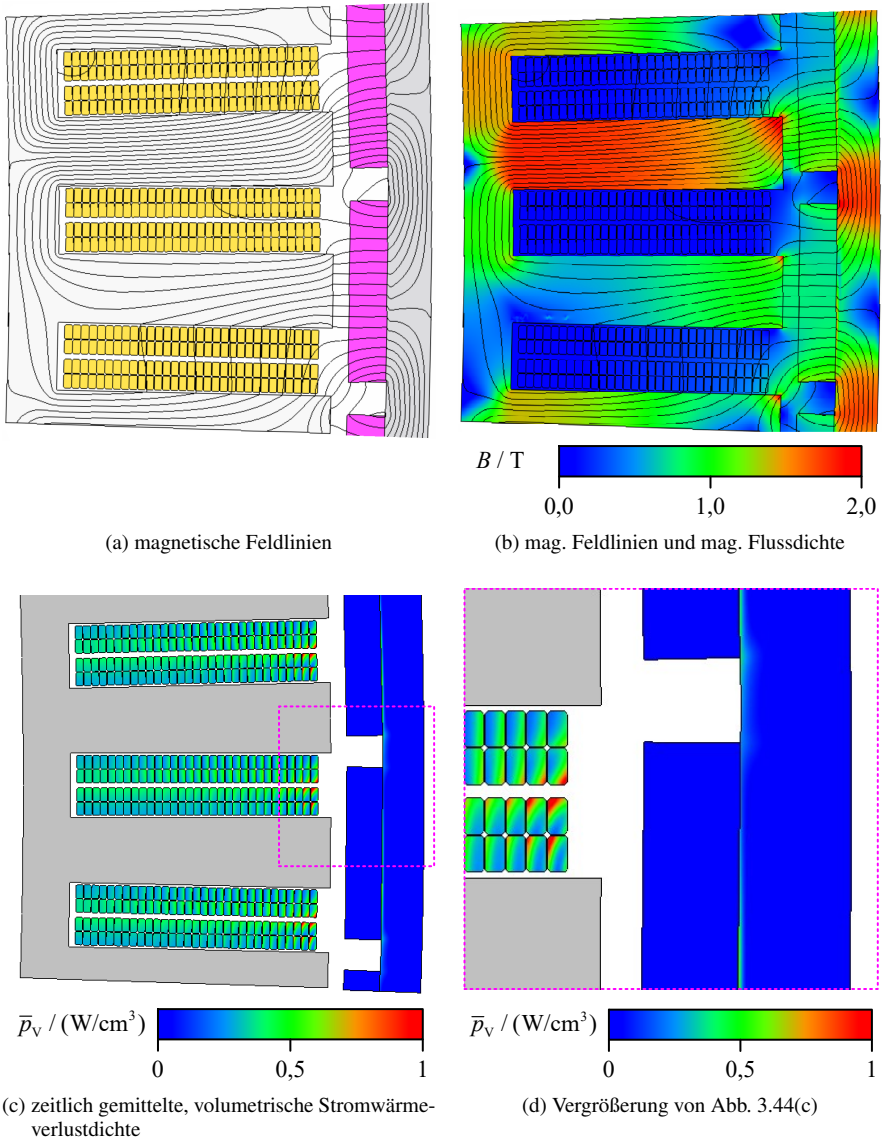 B / T
0,0 1,0 2,0
(a) magnetische Feldlinien
(b) mag. Feldlinien und mag. Flussdichte
p̅V / (W/cm³)
0 0,5 1
p̅V / (W/cm³)
0 0,5 1
(c) zeitlich gemittelte, volumetrische Stromwärme-
verlustdichte
(d) Vergrößerung von Abb. 3.44(c)